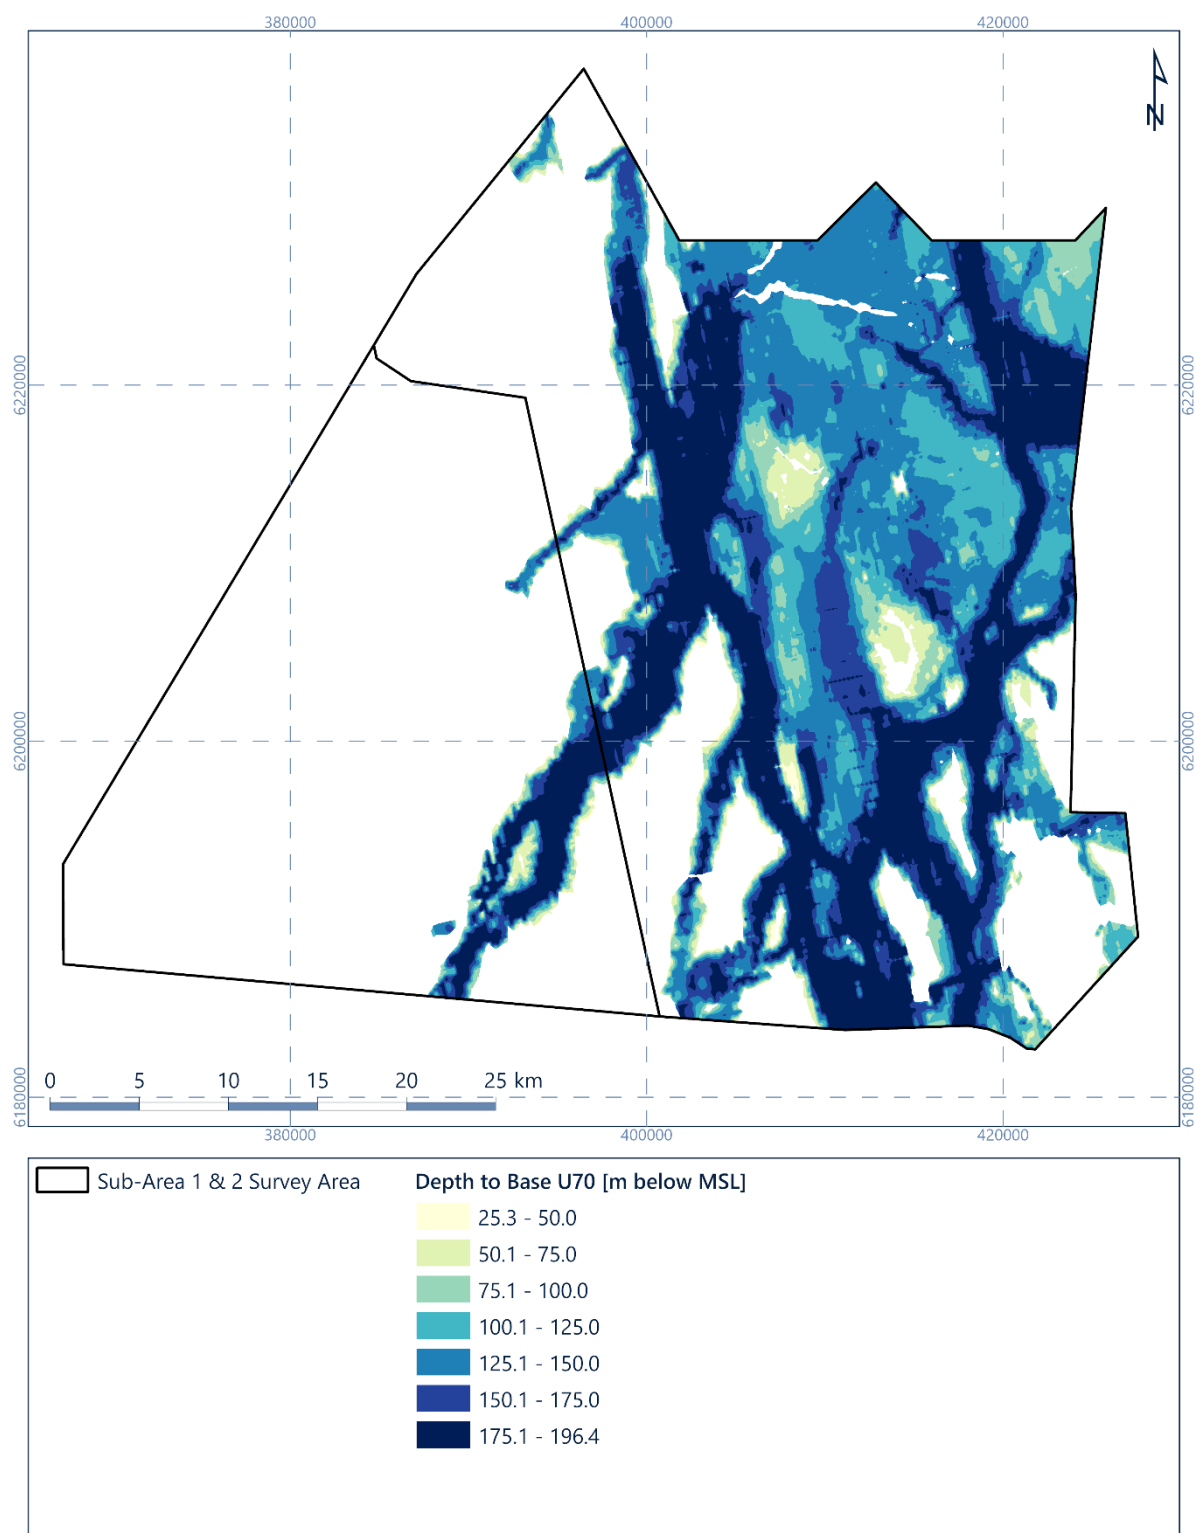 380000 400000 420000
N
6220000 6220000
6200000 6200000
6180000 6180000
0 5 10 15 20 25 km
380000 400000 420000
Sub-Area 1 & 2 Survey Area
Depth to Base U70 [m below MSL]
25.3 - 50.0
50.1 - 75.0
75.1 - 100.0
100.1 - 125.0
125.1 - 150.0
150.1 - 175.0
175.1 - 196.4